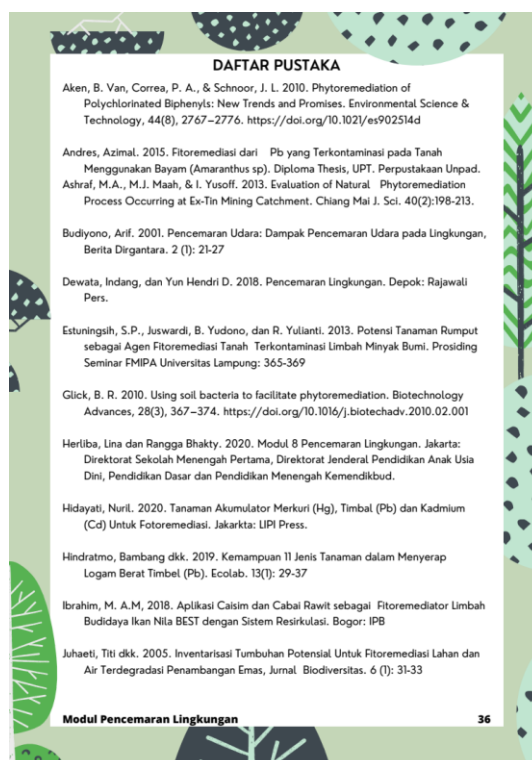 DAFTAR PUSTAKA
Aken, B. Van, Correa, P. A., & Schnoor, J. L. 2010. Phytoremediation of
Polychlorinated Biphenyls: New Trends and Promises. Environmental Science &
Technology, 44(8), 2767–2776. https://doi.org/10.1021/es902514d
Andres, Azimal. 2015. Fitoremediasi dari Pb yang Terkontaminasi pada Tanah
Menggunakan Bayam (Amaranthus sp). Diploma Thesis, UPT. Perpustakaan Unpad.
Ashraf, M.A., M.J. Maah, & I. Yusoff. 2013. Evaluation of Natural Phytoremediation
Process Occurring at Ex-Tin Mining Catchment. Chiang Mai J. Sci. 40(2):198-213.
Budiyono, Arif. 2001. Pencemaran Udara: Dampak Pencemaran Udara pada Lingkungan,
Berita Dirgantara. 2 (1): 21-27
Dewata, Indang, dan Yun Hendri D. 2018. Pencemaran Lingkungan. Depok: Rajawali
Pers.
Estuningsih, S.P., Juswardi, B. Yudono, dan R. Yulianti. 2013. Potensi Tanaman Rumput
sebagai Agen Fitoremediasi Tanah Terkontaminasi Limbah Minyak Bumi. Prosiding
Seminar FMIPA Universitas Lampung: 365-369
Glick, B. R. 2010. Using soil bacteria to facilitate phytoremediation. Biotechnology
Advances, 28(3), 367–374. https://doi.org/10.1016/j.biotechadv.2010.02.001
Herliba, Lina dan Rangga Bhakty. 2020. Modul 8 Pencemaran Lingkungan. Jakarta:
Direktorat Sekolah Menengah Pertama, Direktorat Jenderal Pendidikan Anak Usia
Dini, Pendidikan Dasar dan Pendidikan Menengah Kemendikbud.
Hidayati, Nuril. 2020. Tanaman Akumulator Merkuri (Hg), Timbal (Pb) dan Kadmium
(Cd) Untuk Fotoremediasi. Jakarkta: LIPI Press.
Hindratmo, Bambang dkk. 2019. Kemampuan 11 Jenis Tanaman dalam Menyerap
Logam Berat Timbel (Pb). Ecolab. 13(1): 29-37
Ibrahim, M. A.M, 2018. Aplikasi Caisim dan Cabai Rawit sebagai Fitoremediator Limbah
Budidaya Ikan Nila BEST dengan Sistem Resirkulasi. Bogor: IPB
Juhaeti, Titi dkk. 2005. Inventarisasi Tumbuhan Potensial Untuk Fitoremediasi Lahan dan
Air Terdegradasi Penambangan Emas, Jurnal Biodiversitas. 6 (1): 31-33
Modul Pencemaran Lingkungan 36